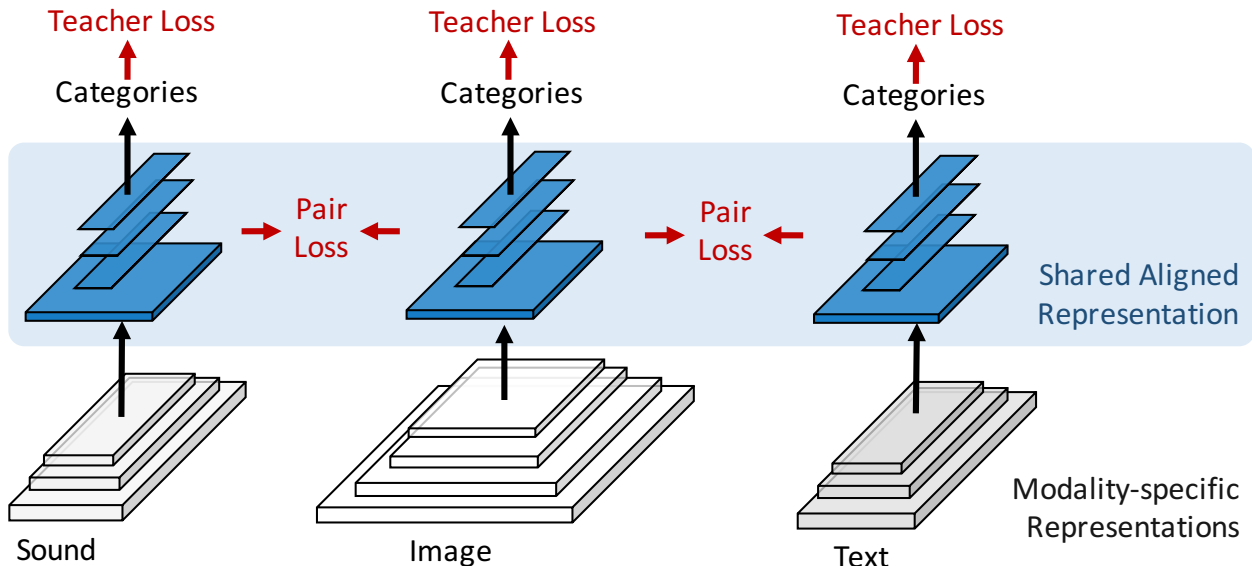 Teacher Loss
Teacher Loss
Teacher Loss
Categories
Categories
Categories
Pair
Loss
Pair
Loss
Shared Aligned
Representation
Modality-specific
Representations
Sound
Image
Text